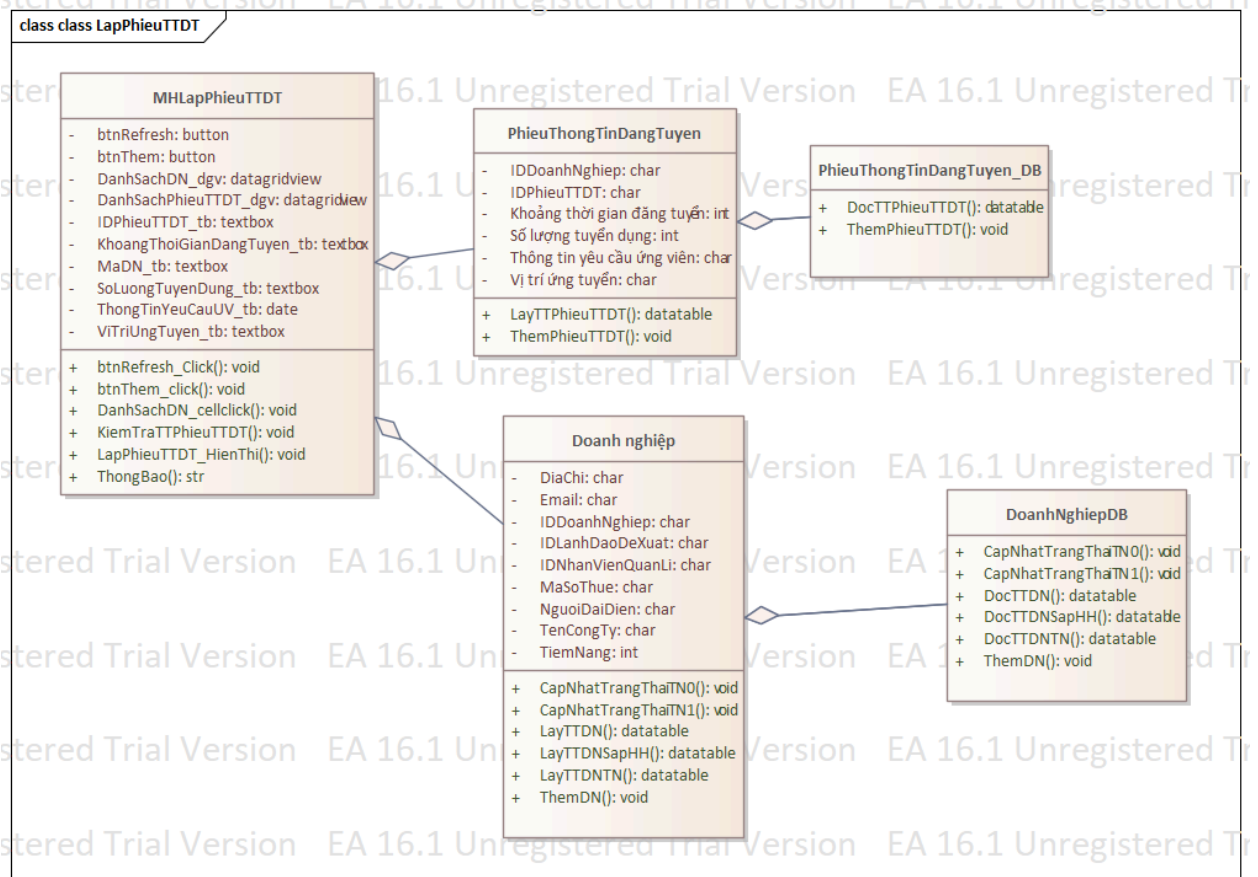 class class LapPhieuTTDT
MHLapPhieuTTDT
- btnRefresh: button
- btnThem: button
- DanhSachDN_dgv: datagridview
- DanhSachPhieuTTDT_dgv: datagridview
- IDPhieuTTDT_tb: textbox
- KhoangThoiGianDangTuyen_tb: textbox
- MaDN_tb: textbox
- SoLuongTuyenDung_tb: textbox
- ThongTinYeuCauUV_tb: date
- ViTriUngTuyen_tb: textbox
+ btnRefresh_Click(): void
+ btnThem_click(): void
+ DanhSachDN_cellclick(): void
+ KiemTraTTPhieuTTDT(): void
+ LapPhieuTTDT_HienThi(): void
+ ThongBao(): str
PhieuThongTinDangTuyen
- IDDoanhNghiep: char
- IDPhieuTTDT: char
- Khoảng thời gian đăng tuyển: int
- Số lượng tuyển dụng: int
- Thông tin yêu cầu ứng viên: char
- Vị trí ứng tuyển: char
+ LayTTPhieuTTDT(): datatable
+ ThemPhieuTTDT(): void
PhieuThongTinDangTuyen_DB
+ DocTTPhieuTTDT(): datatable
+ ThemPhieuTTDT(): void
Doanh nghiệp
- DiaChi: char
- Email: char
- IDDoanhNghiep: char
- IDLanhDaoDeXuat: char
- IDNhanVienQuanLi: char
- MaSoThue: char
- NguoiDaiDien: char
- TenCongTy: char
- TiemNang: int
+ CapNhatTrangThaiTN0(): void
+ CapNhatTrangThaiTN1(): void
+ LayTTDN(): datatable
+ LayTTDNSapHH(): datatable
+ LayTTDNTN(): datatable
+ ThemDN(): void
DoanhNghiepDB
+ CapNhatTrangThaiTN0(): void
+ CapNhatTrangThaiTN1(): void
+ DocTTDN(): datatable
+ DocTTDNSapHH(): datatable
+ DocTTDNTN(): datatable
+ ThemDN(): void
EA 16.1 Unregistered Trial Version